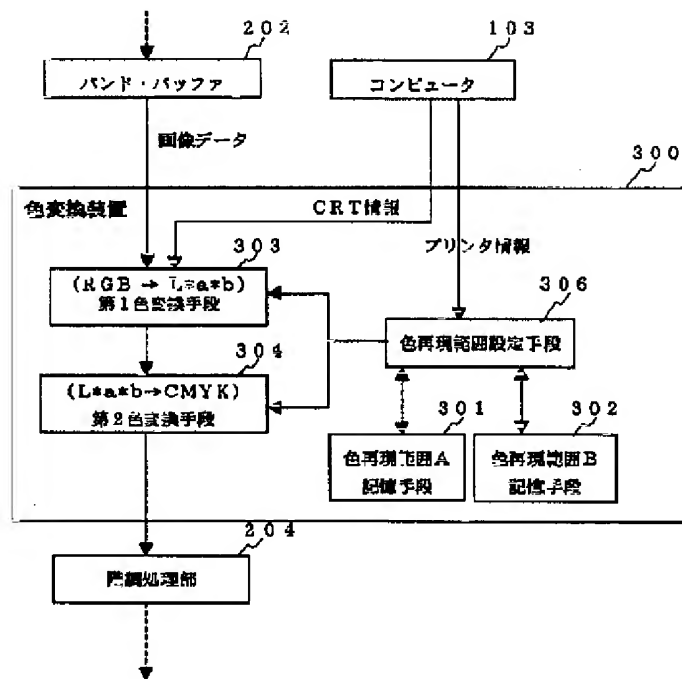 202
バンド・バッファ
103
コンピュータ
画像データ
300
色変換装置
CRT情報
303
プリンタ情報
(RGB → L*a*b)
第1色変換手段
306
色再現範囲設定手段
304
(L*a*b→CMYK)
第2色変換手段
301
色再現範囲A
記憶手段
302
色再現範囲B
記憶手段
204
階調処理部